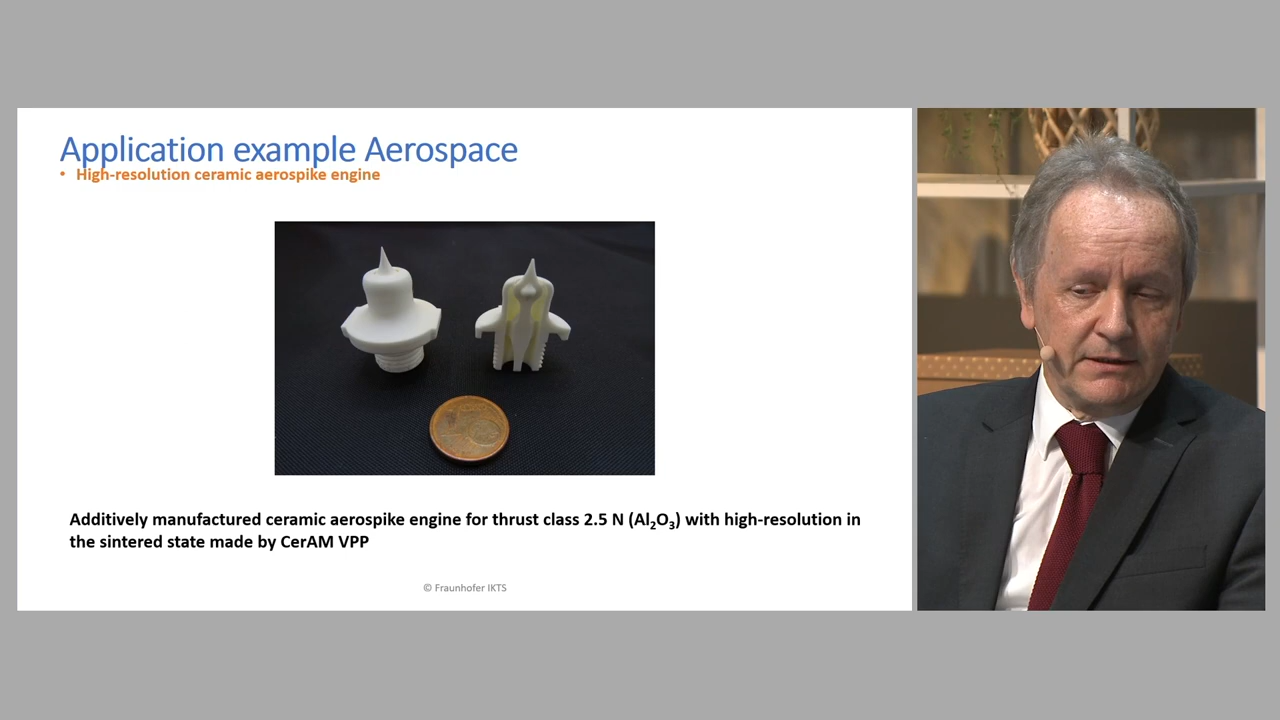 Application example Aerospace
• High-resolution ceramic aerospike engine
Additively manufactured ceramic aerospike engine for thrust class 2.5 N (Al₂O₃) with high-resolution in
the sintered state made by CerAM VPP
© Fraunhofer IKTS